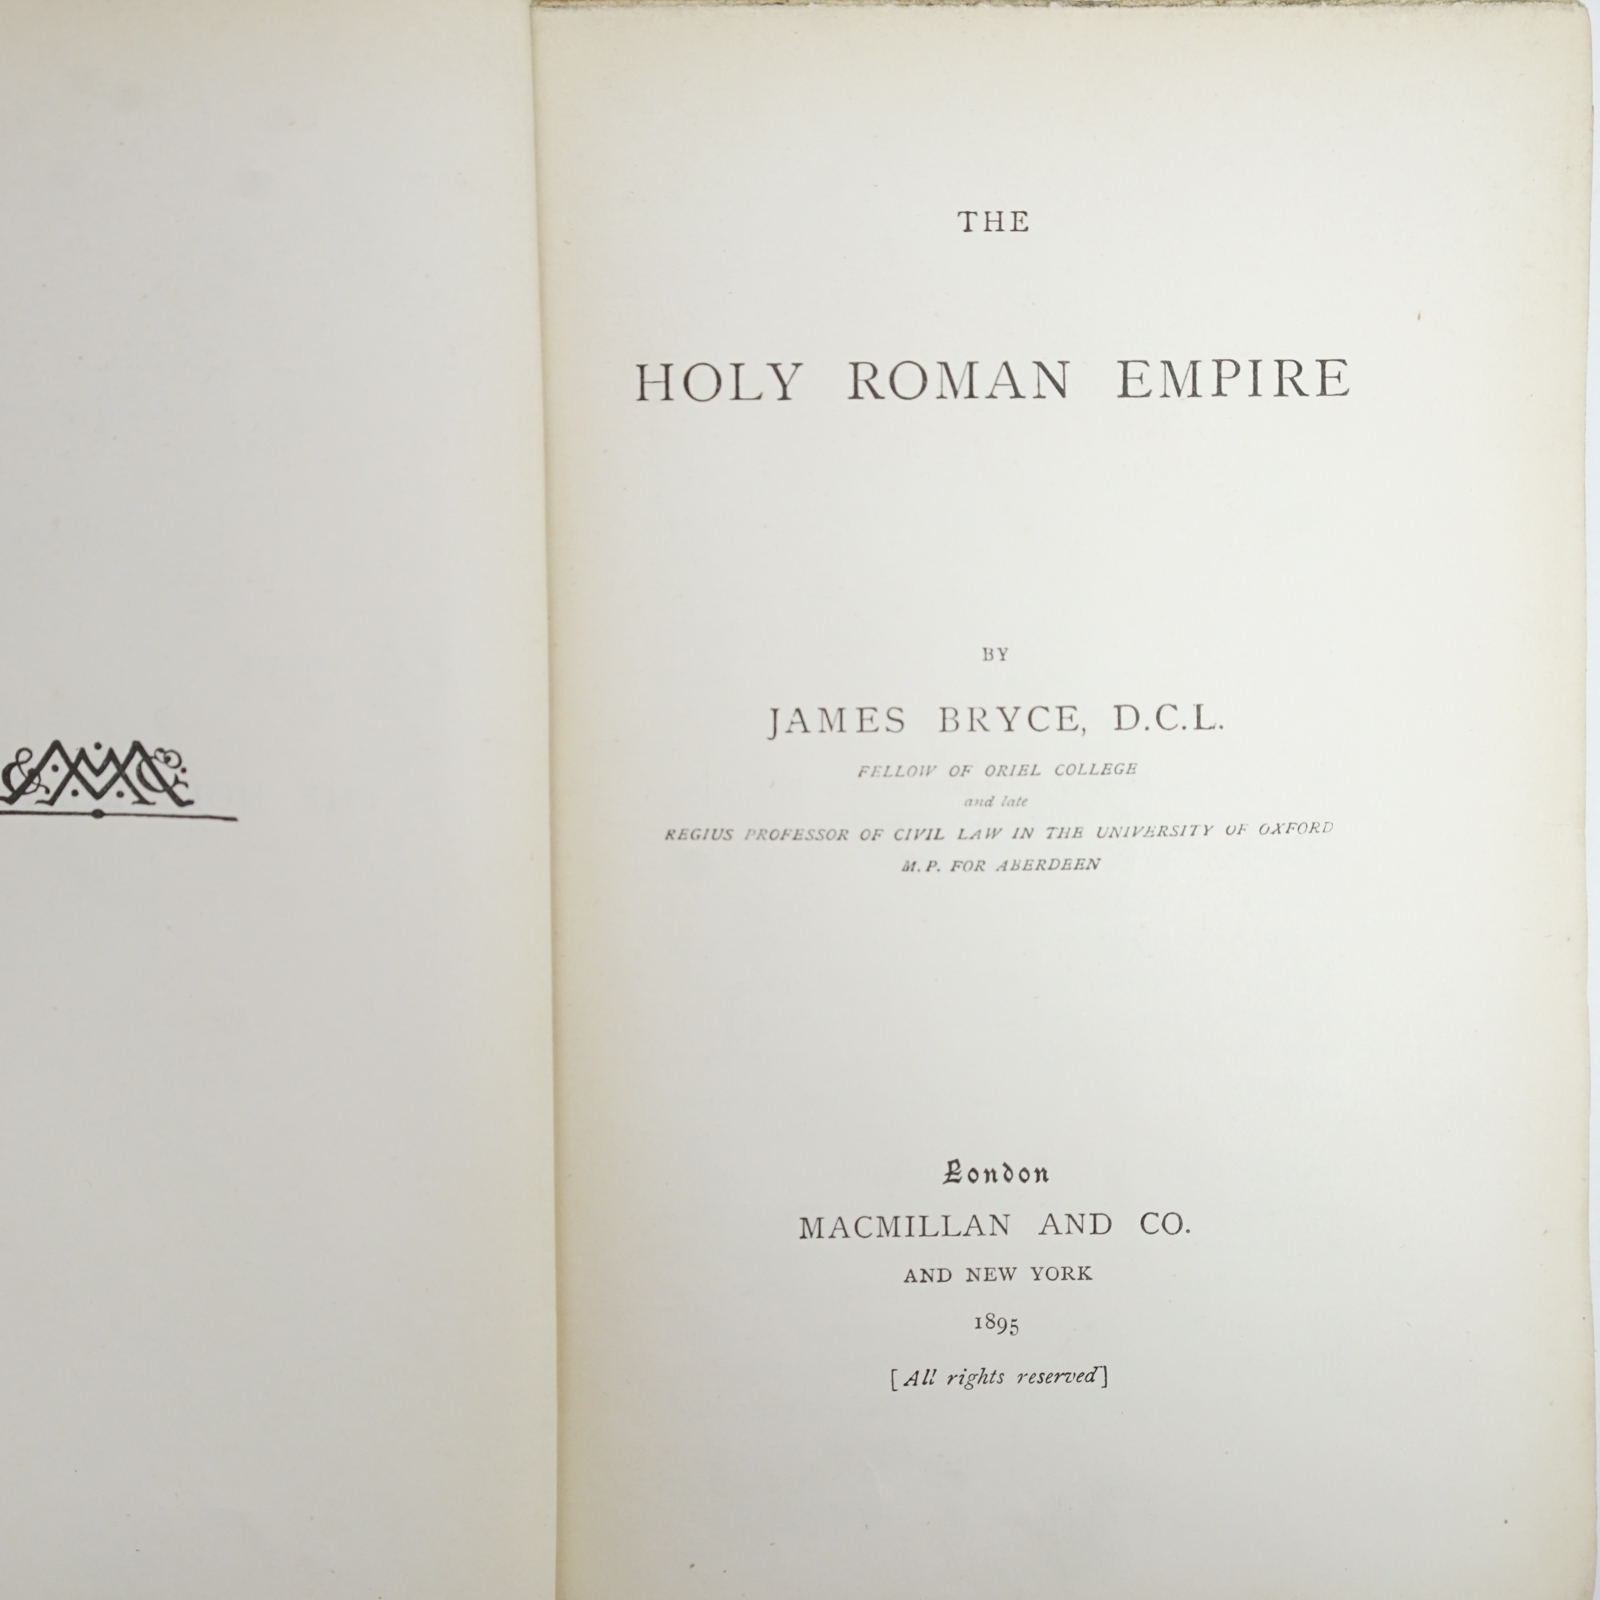 THE
HOLY ROMAN EMPIRE
BY
JAMES BRYCE, D.C.L.
FELLOW OF ORIEL COLLEGE
and late
REGIUS PROFESSOR OF CIVIL LAW IN THE UNIVERSITY OF OXFORD
M.P. FOR ABERDEEN
London
MACMILLAN AND CO.
AND NEW YORK
1895
[All rights reserved]